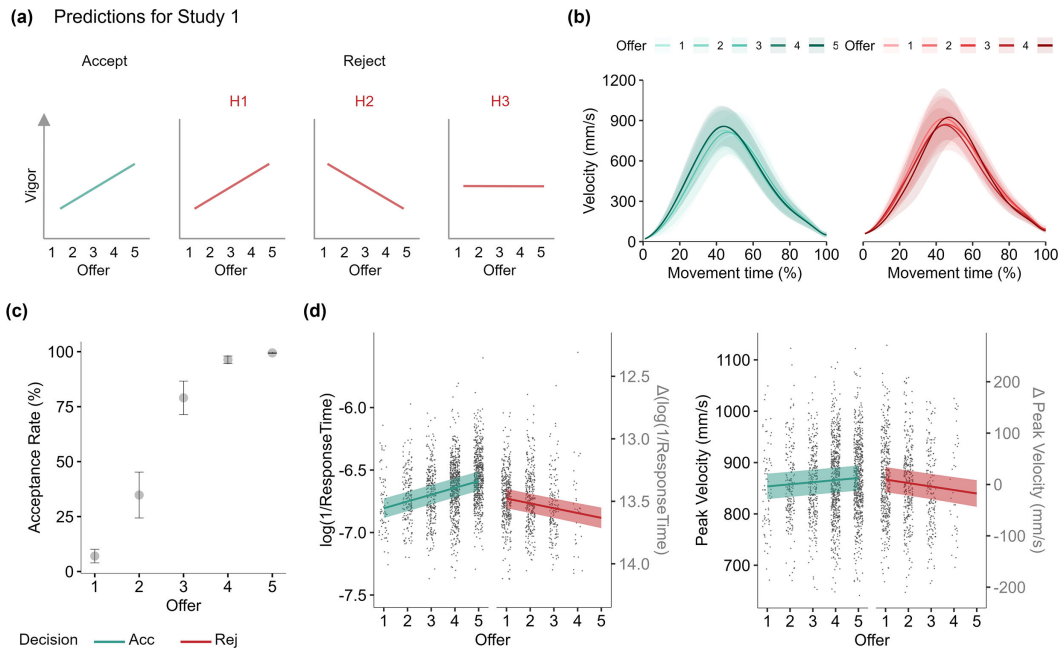 (a) Predictions for Study 1
Accept
Reject
H1
H2
H3
Vigor
1 2 3 4 5
Offer
1 2 3 4 5
Offer
1 2 3 4 5
Offer
1 2 3 4 5
Offer
(b)
Offer 1 2 3 4 5
Offer 1 2 3 4
Velocity (mm/s)
1200
900
600
300
0
0 20 40 60 80 100
Movement time (%)
0 20 40 60 80 100
Movement time (%)
(c)
Acceptance Rate (%)
100
75
50
25
0
1 2 3 4 5
Offer
Decision Acc Rej
(d)
log(1/ResponseTime)
-6.0
-6.5
-7.0
-7.5
1 2 3 4 5 1 2 3 4 5
Offer
12.5
13.0
13.5
14.0
Δ(log(1/Response
Time)
Peak Velocity (mm/s)
1100
1000
900
800
700
1 2 3 4 5 1 2 3 4 5
Offer
200
100
0
-100
-200
Δ Peak Velocity (mm/s)